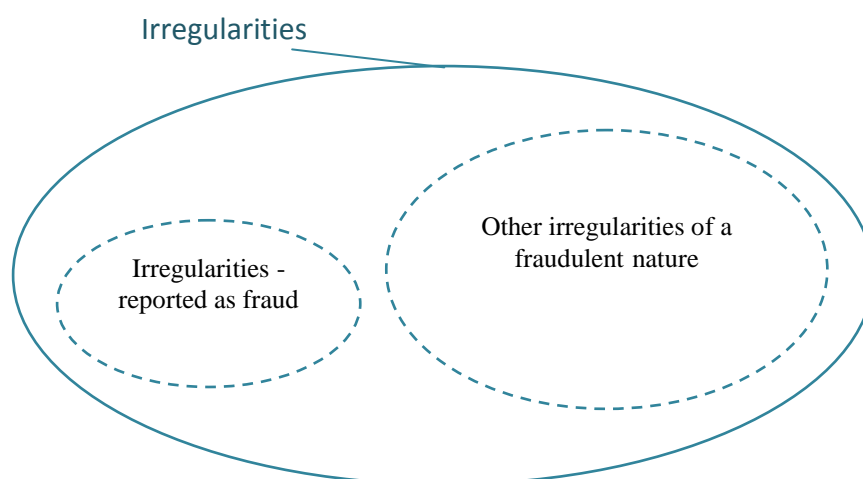 Irregularities
Other irregularities of a
fraudulent nature
Irregularities -
reported as fraud